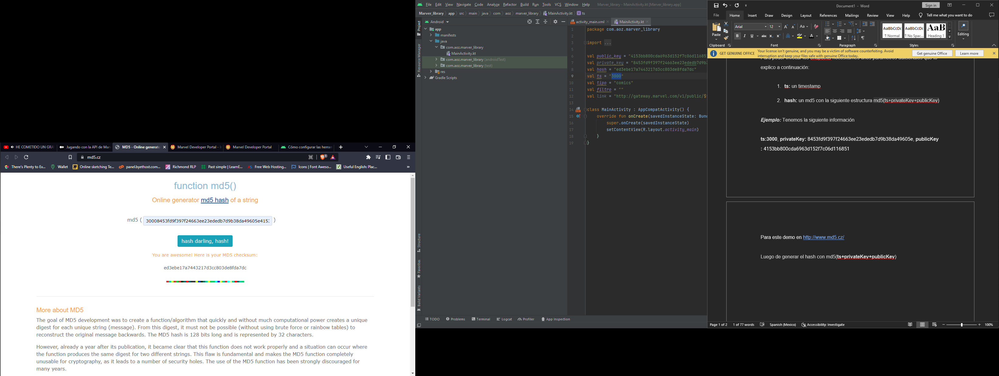 HE COMETIDO UN GRA
Jugando con la API de Marv
MD5 - Online generato
Marvel Developer Portal - I
Marvel Developer Portal
Cómo configurar las herram
md5.cz
There's Plenty to Ex...
Wallet
Online sketching Te...
panel.byethost.com...
Richmond RLP
Past simple | LearnE...
Free Web Hosting...
Icons | Font Aweso...
Useful English: Plac...
function md5()
Online generator md5 hash of a string
md5 ( 30008453fd9f397f24663ee23ededb7d9b38da49605e4153 )
hash darling, hash!
You are awesome! Here is your MD5 checksum:
ed3ebe17a7443217d3cc803de8fda7dc
More about MD5
The goal of MD5 development was to create a function/algorithm that quickly and without much computational power creates a unique
digest for each unique string (message). From this digest, it must not be possible (without using brute force or rainbow tables) to
reconstruct the original message backwards. The MD5 hash is 128 bits long and is represented by 32 characters.
However, already a year after its publication, it became clear that this function does not work properly and a situation can occur where
the function produces the same digest for two different strings. This flaw is fundamental and makes the MD5 function completely
unusable for cryptography, as it leads to a number of security holes. The use of the MD5 function has been strongly discouraged for
many years.
File Edit View Navigate Code Analyze Refactor Build Run Tools VCS Window Help Marver_library - MainActivity.kt [Marver_library.app]
Marver_library app src main java com aoz marver_library MainActivity.kt ts
Android
activity_main.xml
MainActivity.kt
Project
Resource Manager
Structure
Favorites
Build Variants
app
manifests
java
com.aoz.marver_library
MainActivity.kt
com.aoz.marver_library (androidTest)
com.aoz.marver_library (test)
res
Gradle Scripts
1 package com.aoz.marver_library
2
3 import ...
5
6 val public_key = "4153bb800cda6963d152f7c06d116851
7 val private_key = "8453fd9f397f24663ee23ededb7d9b3
8 val hash = "ed3ebe17a7443217d3cc803de8fda7dc"
9 val ts = "3000"
10 val tipo = "comics"
11 val filtro = ""
12 val link = "http://gateway.marvel.com/v1/public/$
13
14 class MainActivity : AppCompatActivity() {
15 override fun onCreate(savedInstanceState: Bun
16 super.onCreate(savedInstanceState)
17 setContentView(R.layout.activity_main)
18 }
19 }
TODO Problems Terminal Logcat Profiler App Inspection
Document1 - Word
Sign in
File Home Insert Draw Design Layout References Mailings Review View Help Tell me what you want to do
Paste
Arial 12
Aa
B I U abc x x A A
AaBbCcDc AaBbCcDc AaB
¶ Normal ¶ No Spac... Heading 1
Editing
Clipboard Font Paragraph Styles
GET GENUINE OFFICE Your license isn't genuine, and you may be a victim of software counterfeiting. Avoid
interruption and keep your files safe with genuine Office today.
Get genuine Office
Learn more
Para poder invocar los endpoints necesitamos unos parámetros adicionales que te
explico a continuación:
1. ts: un timestamp
2. hash: un md5 con la siguiente estructura md5(ts+privateKey+publicKey)
Ejemplo: Tenemos la siguiente información
ts:3000, privateKey: 8453fd9f397f24663ee23ededb7d9b38da49605e, publicKey
: 4153bb800cda6963d152f7c06d116851
Para este demo en http://www.md5.cz/
Luego de generar el hash con md5(ts+privateKey+publicKey)
Page 1 of 2 1 of 77 words Spanish (Mexico) Accessibility: Investigate
100%